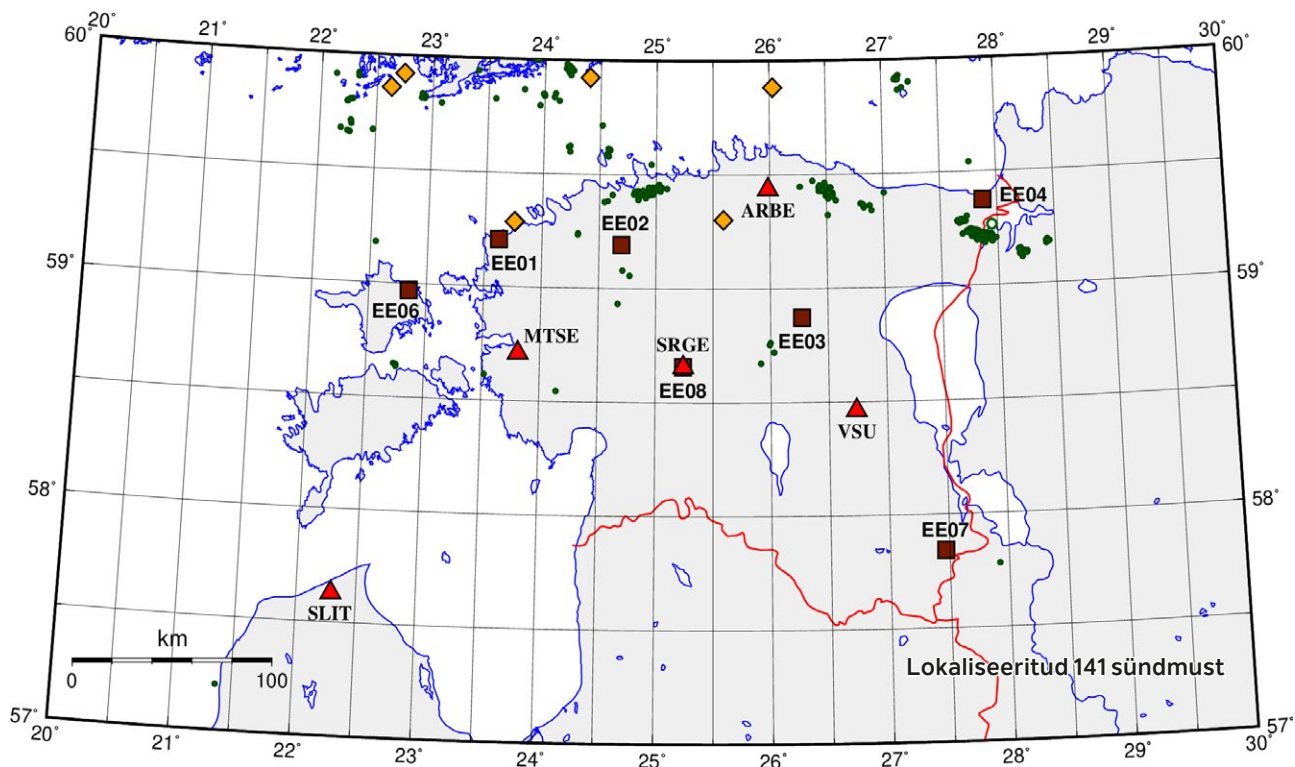 20° 21° 22° 23° 24° 25° 26° 27° 28° 29° 30°
60° 60°
EE04
ARBE
EE02
EE01
59° 59°
EE06
EE03
MTSE
SRGE
EE08
VSU
58° 58°
EE07
SLIT
km
0 100
Lokaliseeritud 141 sündmust
57° 57°
20° 21° 22° 23° 24° 25° 26° 27° 28° 29° 30°